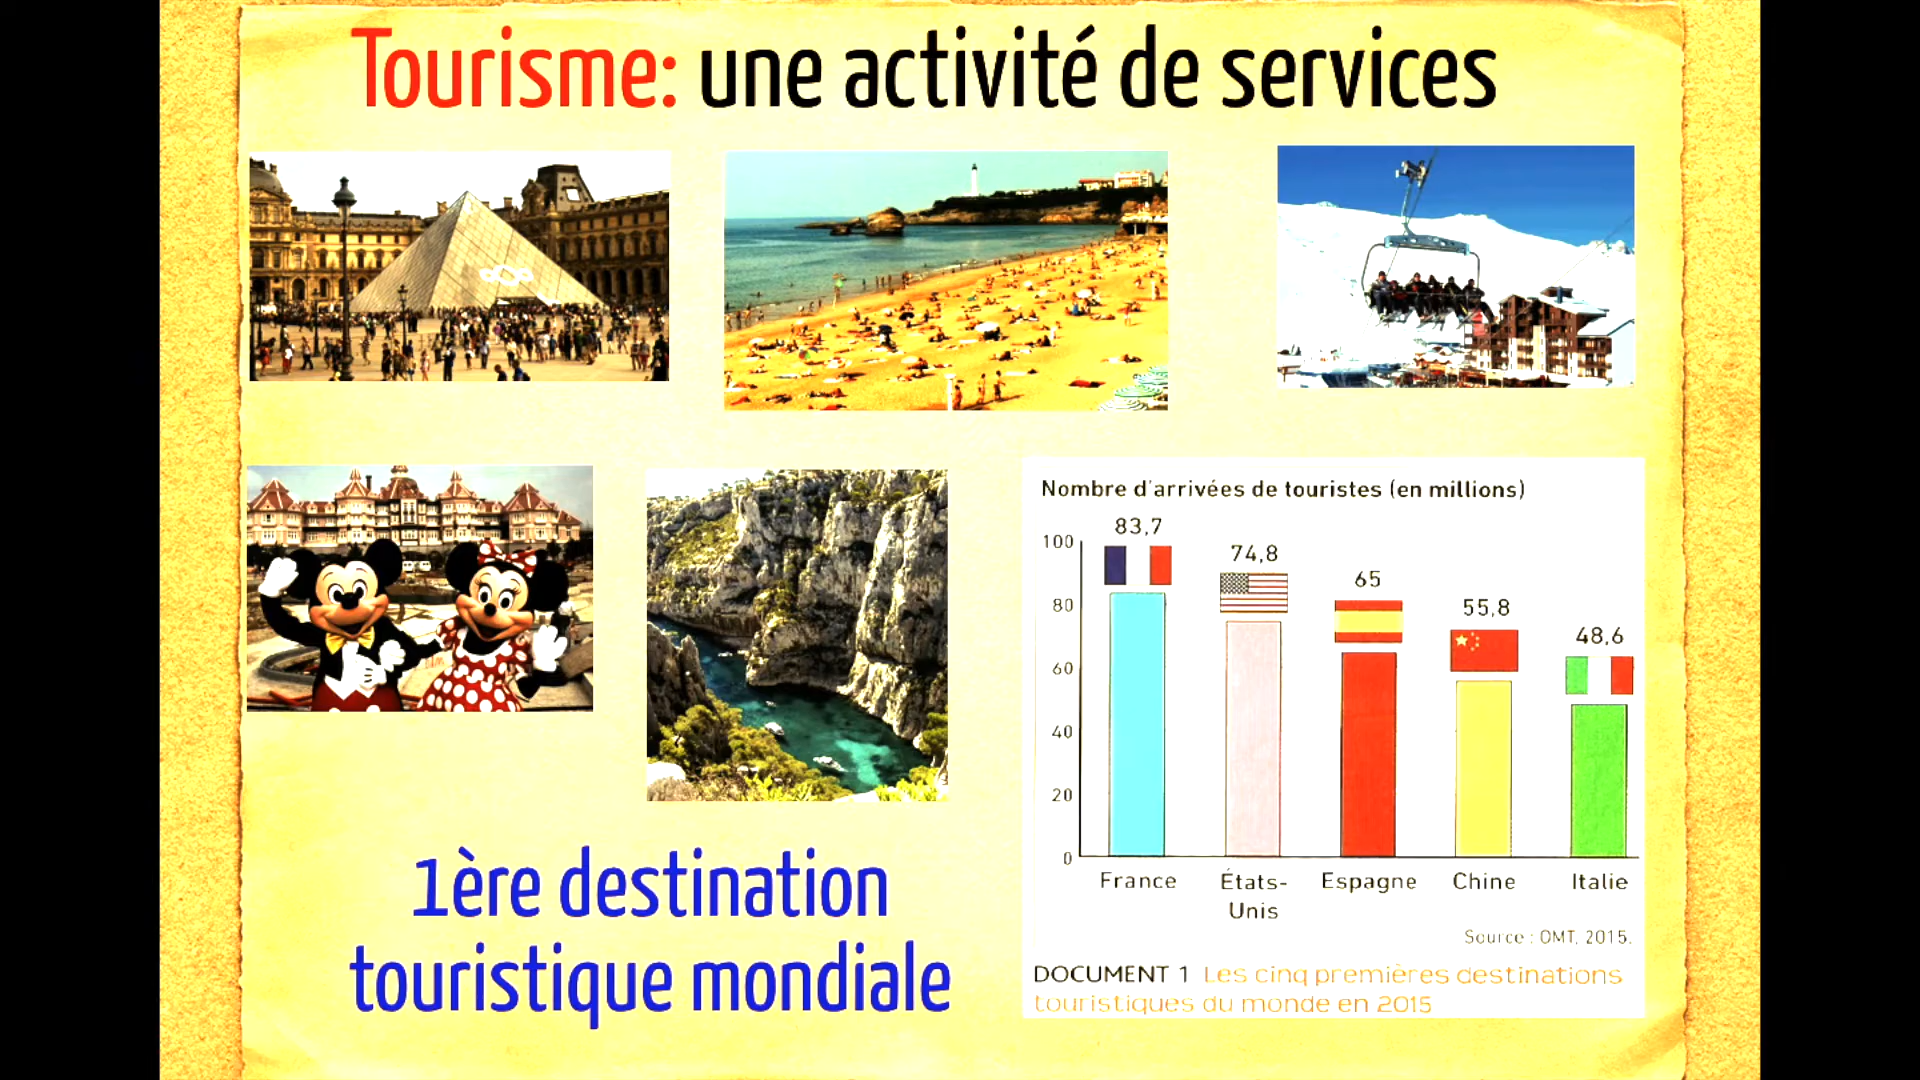 Tourisme: une activité de services
Nombre d'arrivées de touristes (en millions)
100
80
60
40
20
0
83,7
74,8
65
55,8
48,6
France
États-
Unis
Espagne
Chine
Italie
Source : OMT, 2015.
DOCUMENT 1 Les cinq premières destinations
touristiques du monde en 2015
1ère destination
touristique mondiale